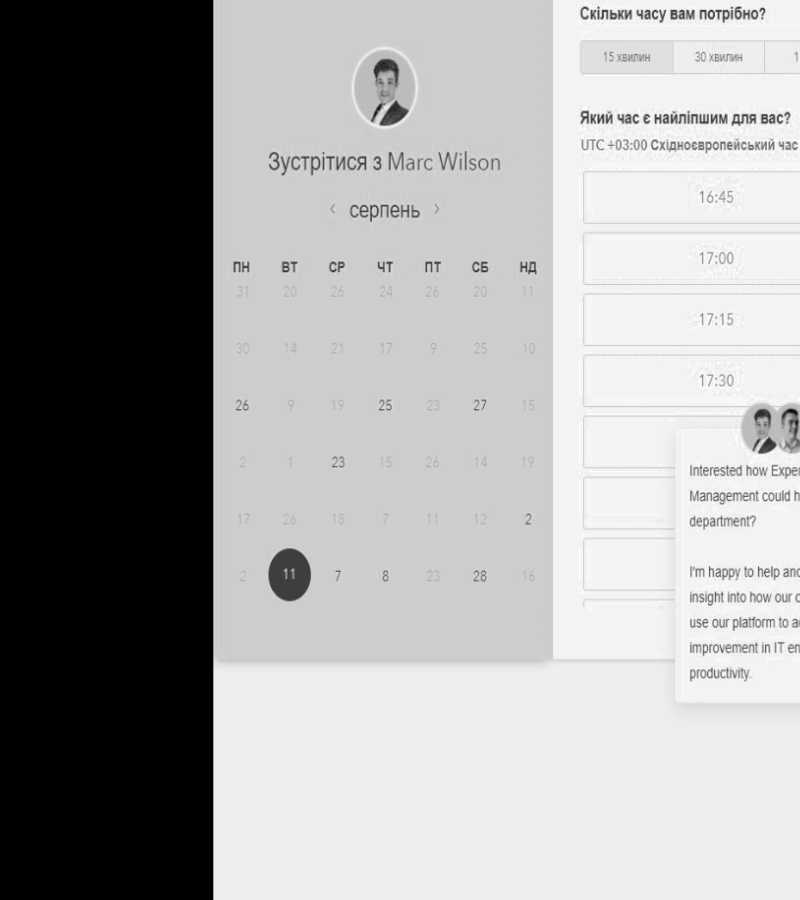 Зустрітися з Marc Wilson
‹ серпень ›
ПН ВТ СР ЧТ ПТ СБ НД
31 20 26 24 26 20 11
30 14 21 17 9 25 10
26 9 19 25 23 27 15
2 1 23 15 26 14 19
17 26 18 7 11 12 2
2 11 7 8 23 28 16
Скільки часу вам потрібно?
15 хвилин 30 хвилин 1
Який час є найліпшим для вас?
UTC +03:00 Східноєвропейський час
16:45
17:00
17:15
17:30
Interested how
Management could
department?
I'm happy to help
insight into how our
use our platform to
improvement in IT
productivity.